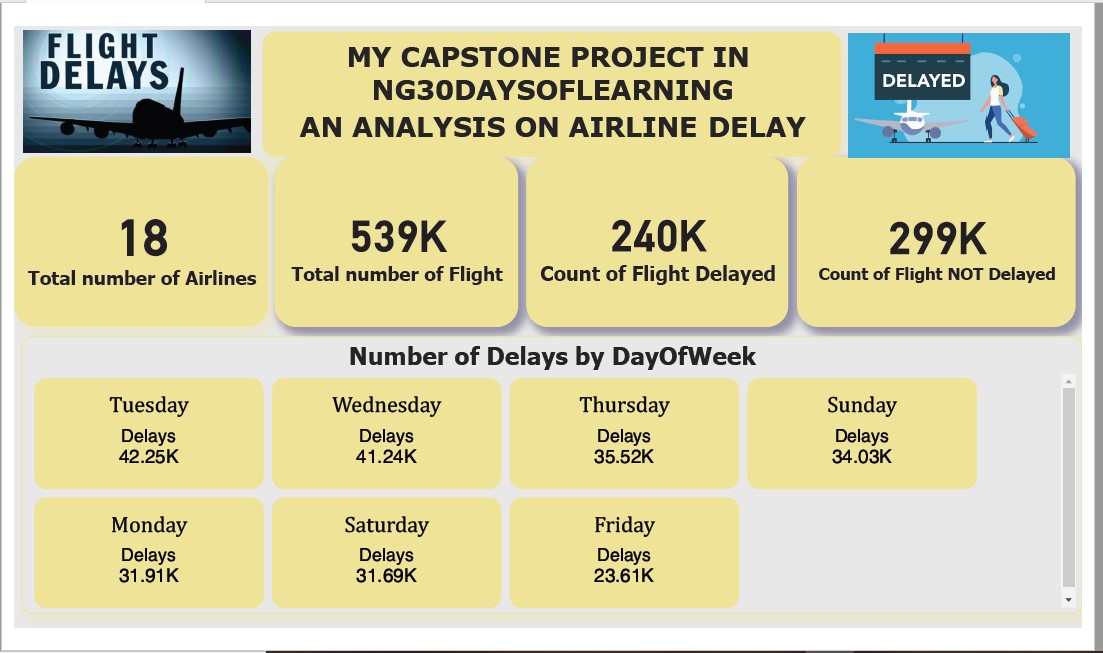 FLIGHT
DELAYS
MY CAPSTONE PROJECT IN
NG30DAYSOFLEARNING
AN ANALYSIS ON AIRLINE DELAY
DELAYED
18
Total number of Airlines
539K
Total number of Flight
240K
Count of Flight Delayed
299K
Count of Flight NOT Delayed
Number of Delays by DayOfWeek
Tuesday
Delays
42.25K
Wednesday
Delays
41.24K
Thursday
Delays
35.52K
Sunday
Delays
34.03K
Monday
Delays
31.91K
Saturday
Delays
31.69K
Friday
Delays
23.61K